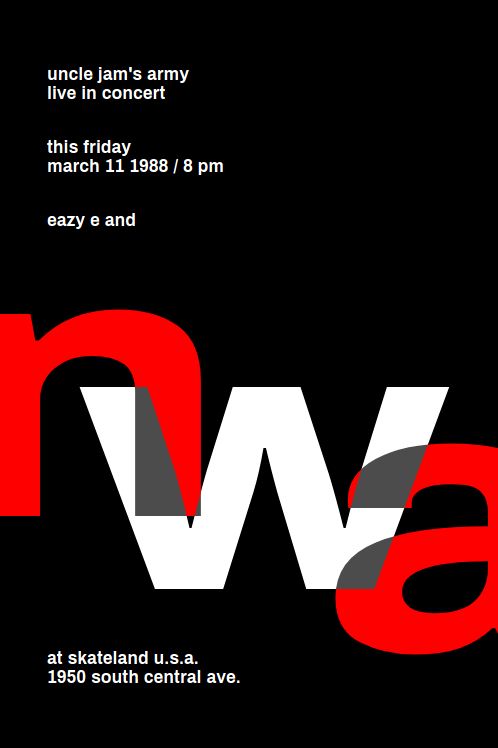 uncle jam's army
live in concert
this friday
march 11 1988 / 8 pm
eazy e and
nwa
at skateland u.s.a.
1950 south central ave.